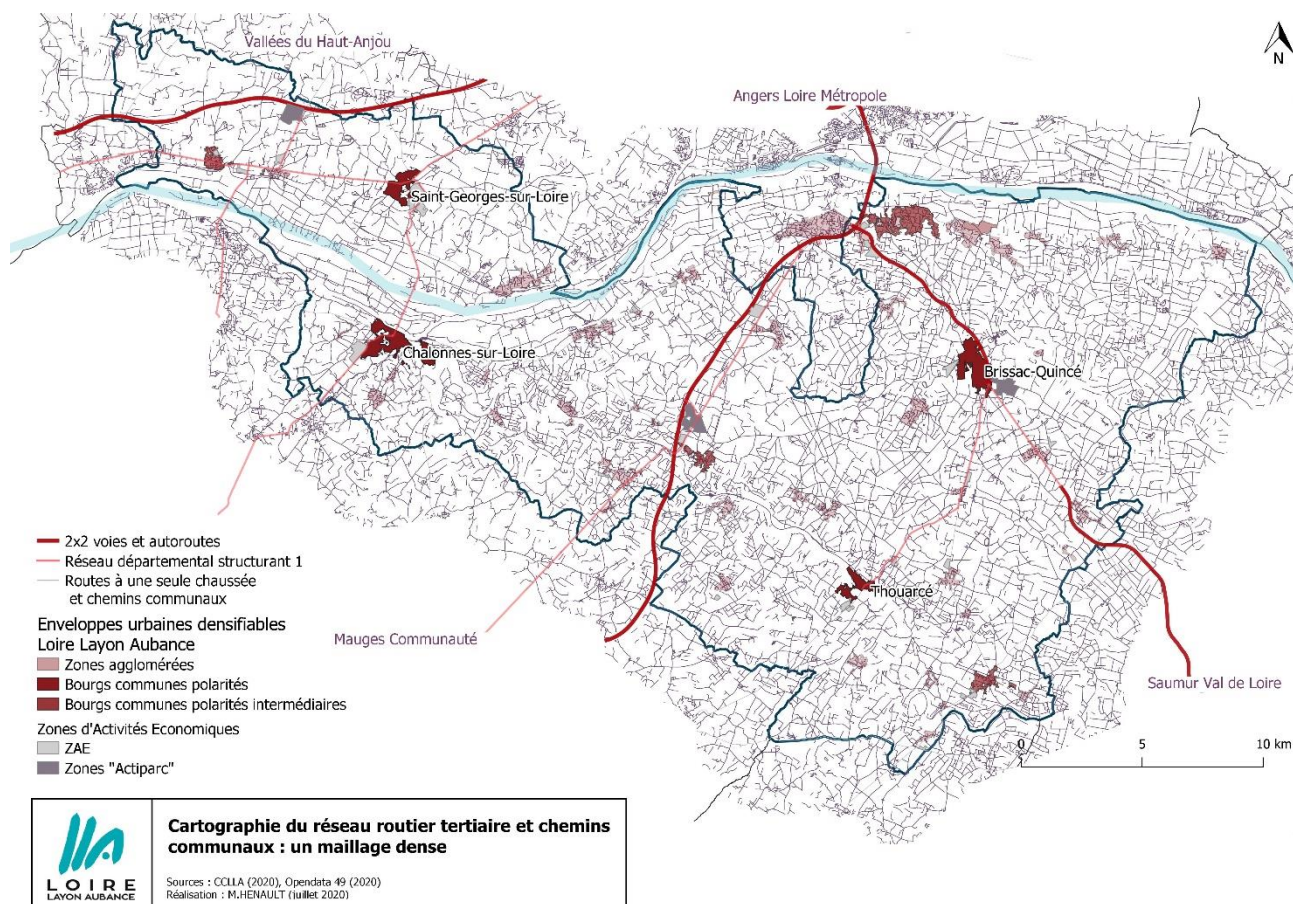 Vallées du Haut-Anjou
N
Angers Loire Métropole
Saint-Georges-sur-Loire
Chalonnes-sur-Loire
Brissac-Quincé
2x2 voies et autoroutes
Réseau départemental structurant 1
Routes à une seule chaussée
et chemins communaux
Thouarcé
Enveloppes urbaines densifiables
Loire Layon Aubance
Mauges Communauté
Zones agglomérées
Bourgs communes polarités
Bourgs communes polarités intermédiaires
Saumur Val de Loire
Zones d'Activités Economiques
ZAE
Zones "Actiparc"
0 5 10 km
Cartographie du réseau routier tertiaire et chemins
communaux : un maillage dense
LOIRE
LAYON AUBANCE
Sources : CCLLA (2020), Opendata 49 (2020)
Réalisation : M.HENAULT (juillet 2020)